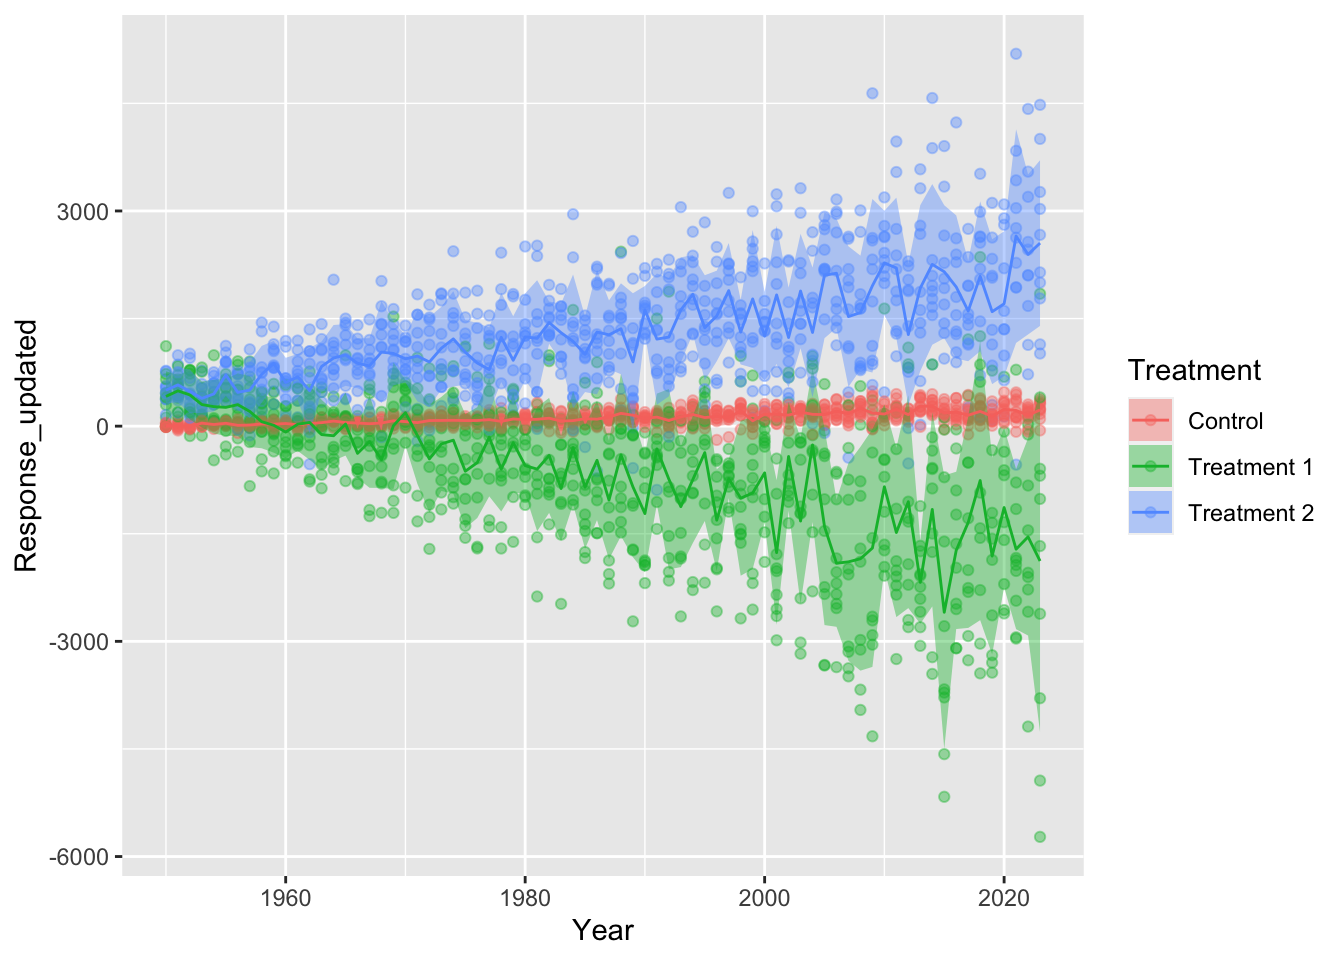 Response_updated
3000
0
-3000
-6000
1960
1980
2000
2020
Year
Treatment
Control
Treatment 1
Treatment 2